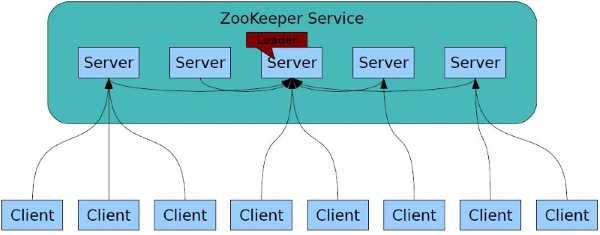 ZooKeeper Service
Leader
Server Server Server Server Server
Client Client Client Client Client Client Client Client